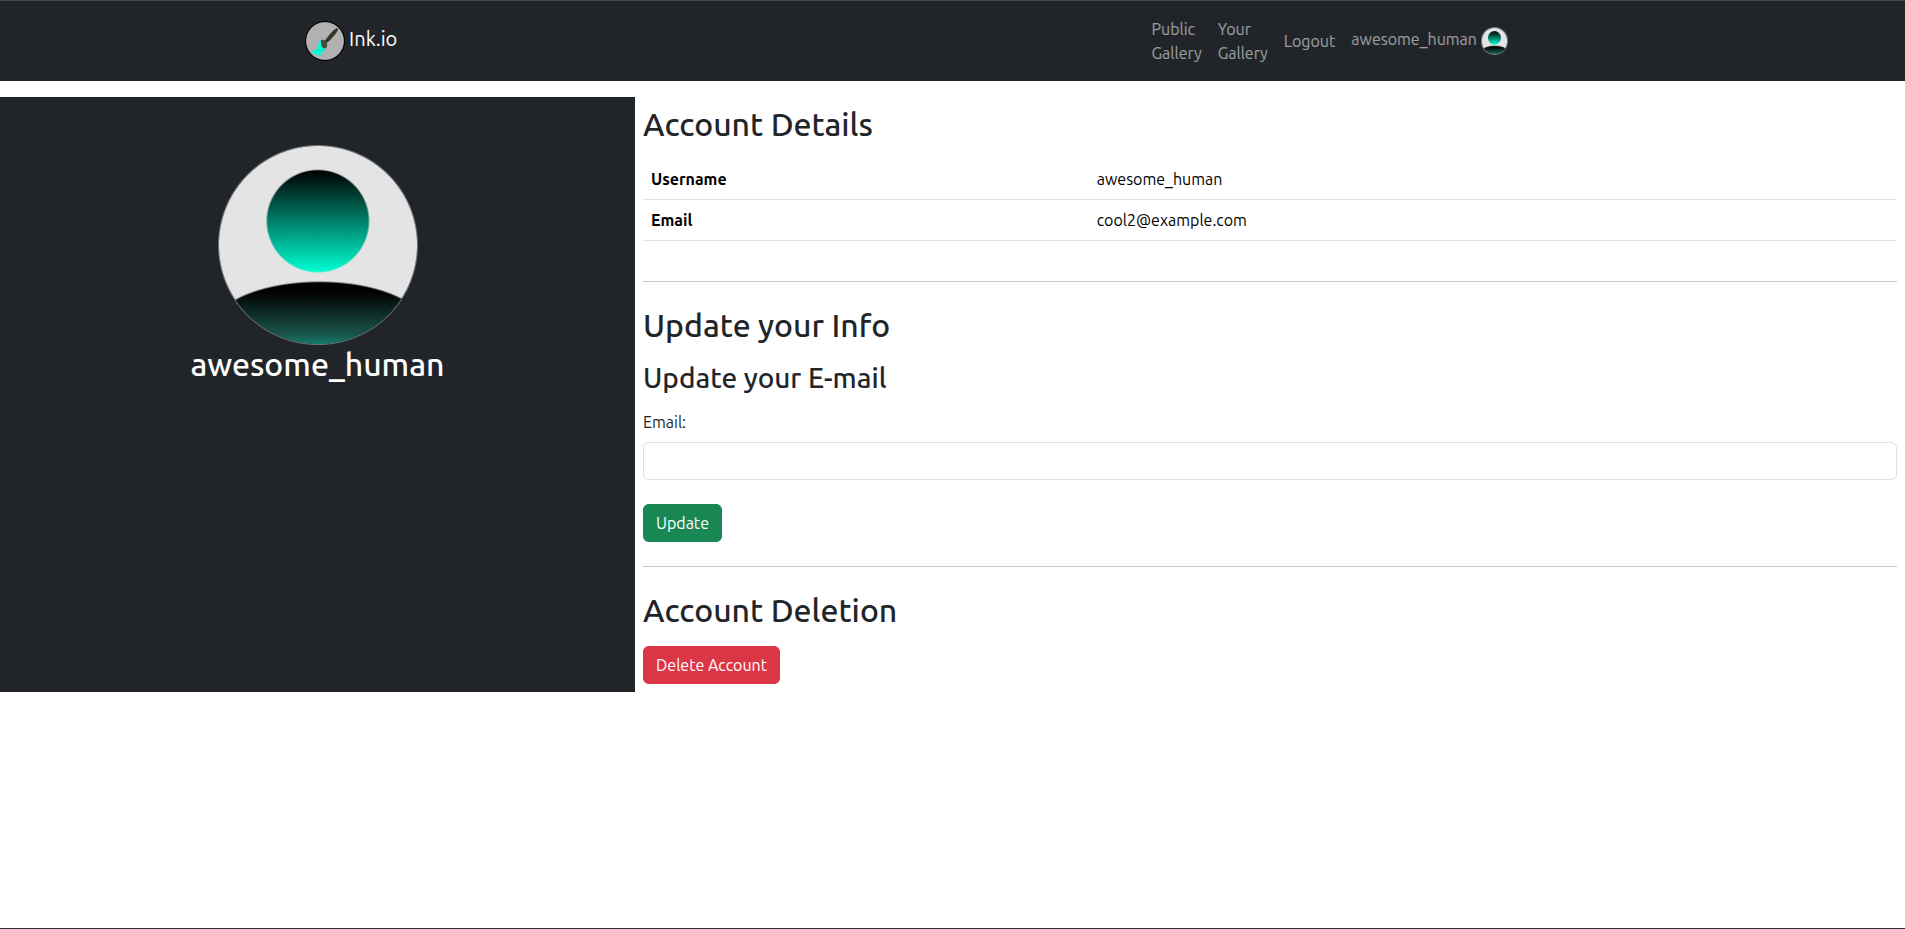 Ink.io
Public Gallery
Your Gallery
Logout
awesome_human
awesome_human
Account Details
Username awesome_human
Email cool2@example.com
Update your Info
Update your E-mail
Email:
Update
Account Deletion
Delete Account